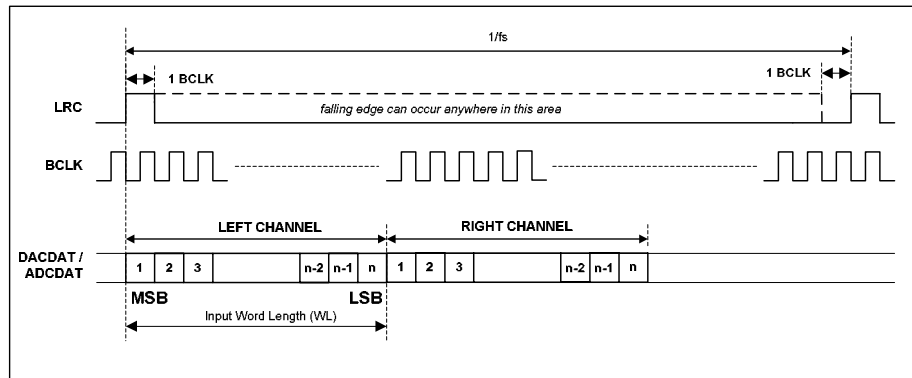 1/fs
1 BCLK
1 BCLK
LRC
falling edge can occur anywhere in this area
BCLK
LEFT CHANNEL
RIGHT CHANNEL
DACDAT /
ADCDAT
1 2 3 n-2 n-1 n 1 2 3 n-2 n-1 n
MSB LSB
Input Word Length (WL)